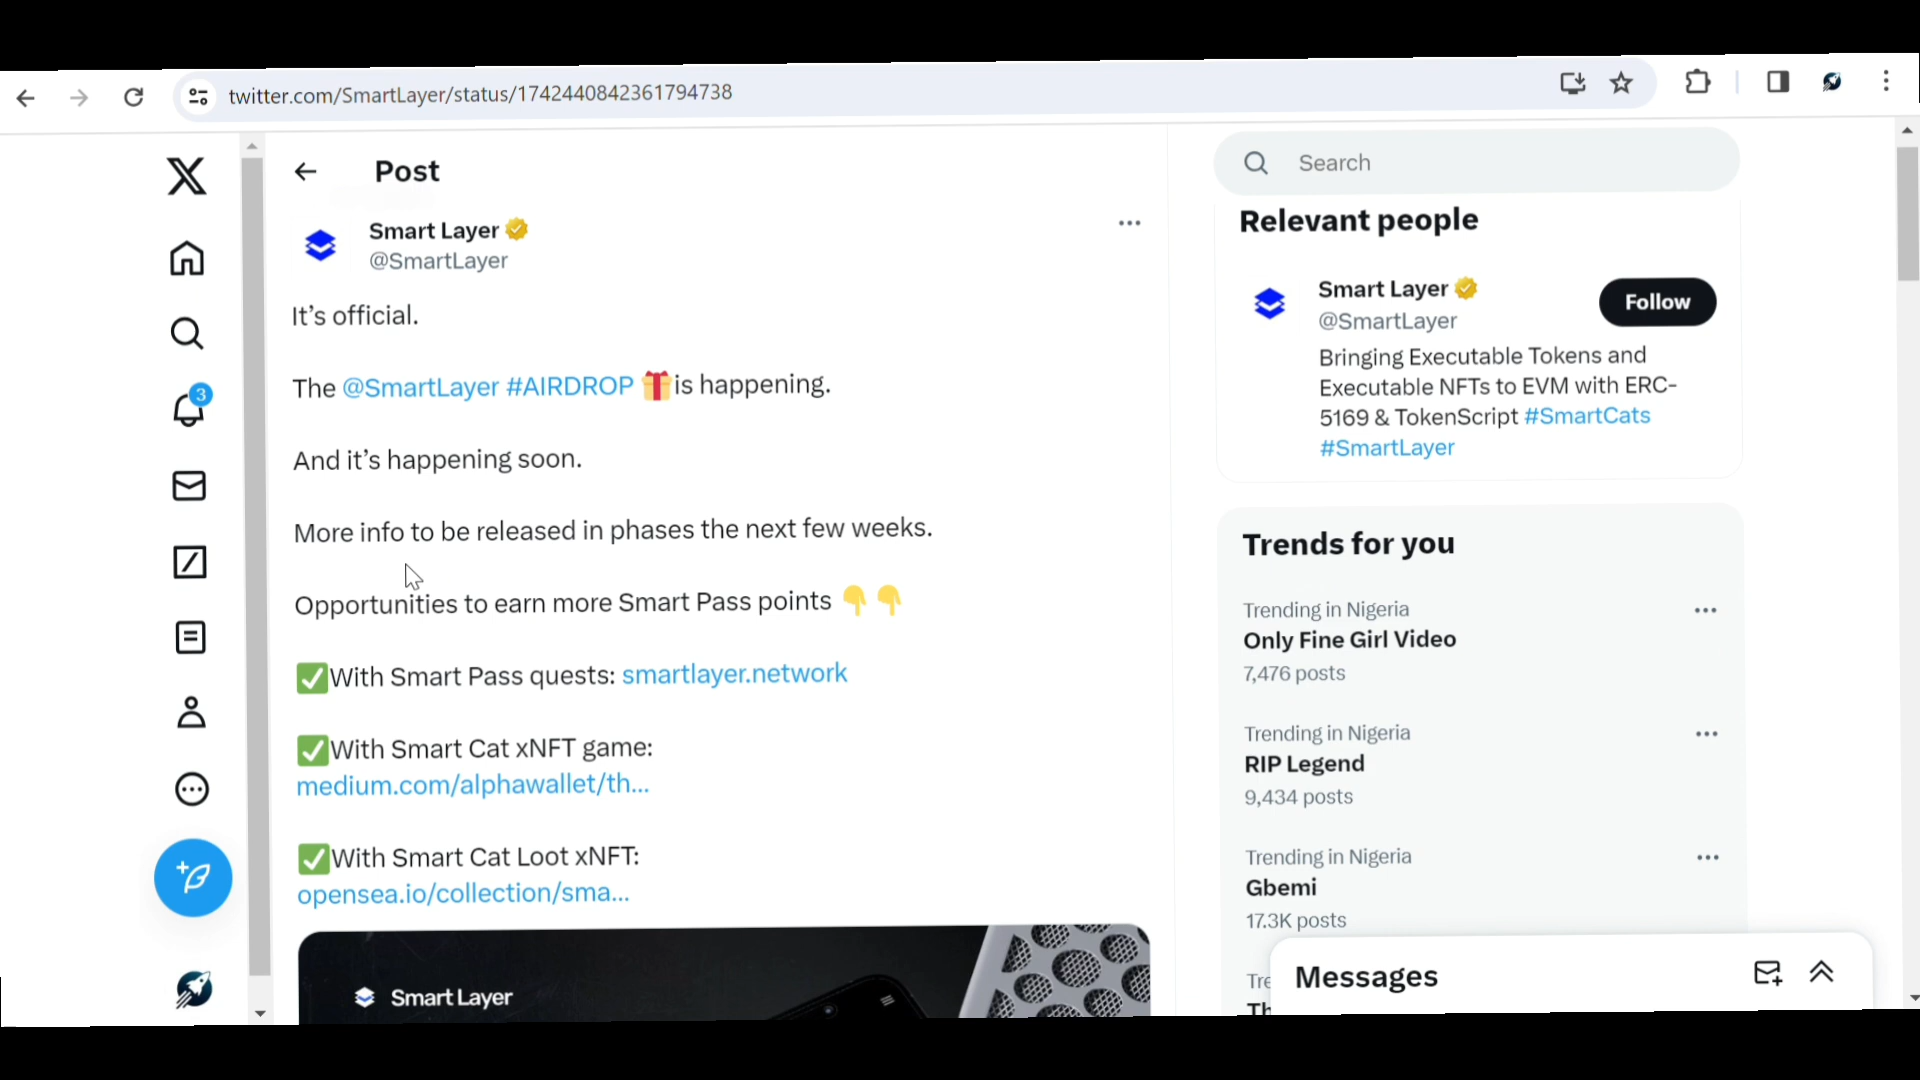 twitter.com/SmartLayer/status/1742440842361794738
Post
Search
Smart Layer
@SmartLayer
It’s official.
The @SmartLayer #AIRDROP is happening.
And it’s happening soon.
More info to be released in phases the next few weeks.
Opportunities to earn more Smart Pass points
With Smart Pass quests: smartlayer.network
With Smart Cat xNFT game:
medium.com/alphawallet/th...
With Smart Cat Loot xNFT:
opensea.io/collection/sma...
Smart Layer
3
Relevant people
Smart Layer
@SmartLayer
Follow
Bringing Executable Tokens and
Executable NFTs to EVM with ERC-
5169 & TokenScript #SmartCats
#SmartLayer
Trends for you
Trending in Nigeria
Only Fine Girl Video
7,476 posts
Trending in Nigeria
RIP Legend
9,434 posts
Trending in Nigeria
Gbemi
17.3K posts
Messages